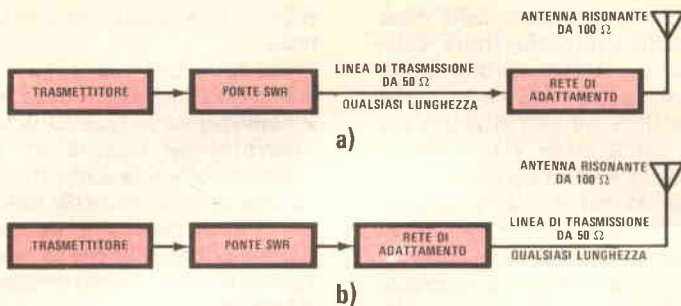 ANTENNA RISONANTE
DA 100 Ω
TRASMETTITORE
PONTE SWR
LINEA DI TRASMISSIONE
DA 50 Ω
QUALSIASI LUNGHEZZA
RETE DI
ADATTAMENTO
a)
ANTENNA RISONANTE
DA 100 Ω
TRASMETTITORE
PONTE SWR
RETE DI
ADATTAMENTO
LINEA DI TRASMISSIONE
DA 50 Ω
QUALSIASI LUNGHEZZA
b)